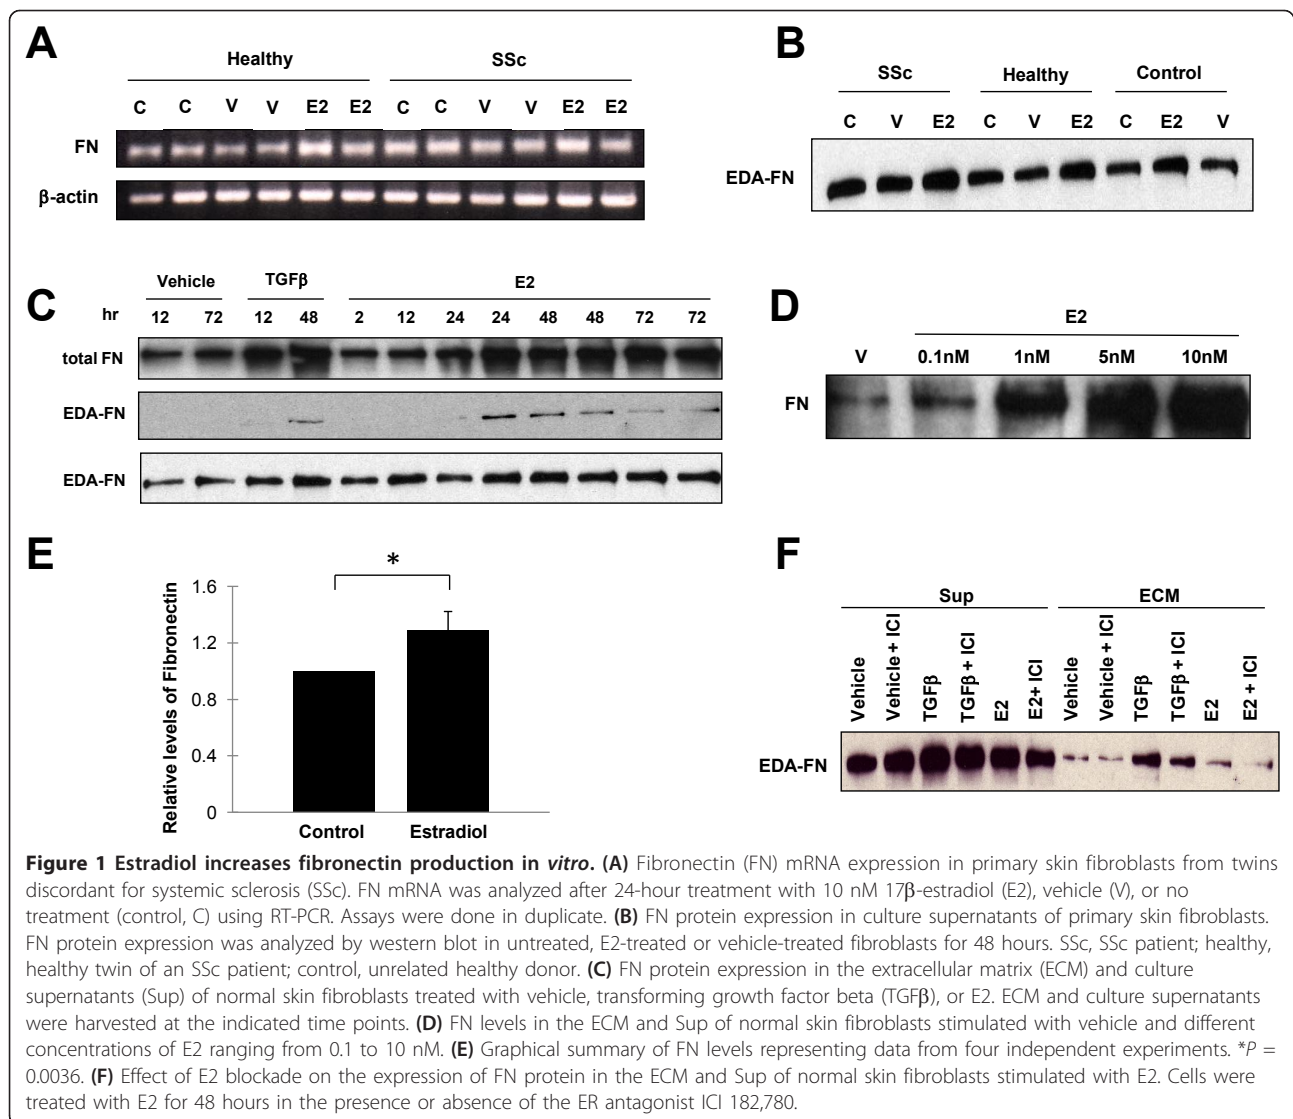 A
Healthy SSc
C C V V E2 E2 C C V V E2 E2
FN
β-actin
B
SSc Healthy Control
C V E2 C V E2 C E2 V
EDA-FN
C
Vehicle TGFβ E2
hr 12 72 12 48 2 12 24 24 48 48 72 72
total FN
EDA-FN
EDA-FN
D
E2
V 0.1nM 1nM 5nM 10nM
FN
E
*
Relative levels of Fibronectin
1.6
1.2
0.8
0.4
0
Control Estradiol
F
Sup ECM
Vehicle
Vehicle + ICI
TGFβ
TGFβ + ICI
E2
E2+ ICI
Vehicle
Vehicle + ICI
TGFβ
TGFβ + ICI
E2
E2 + ICI
EDA-FN
Figure 1 Estradiol increases fibronectin production in vitro. (A) Fibronectin (FN) mRNA expression in primary skin fibroblasts from twins
discordant for systemic sclerosis (SSc). FN mRNA was analyzed after 24-hour treatment with 10 nM 17β-estradiol (E2), vehicle (V), or no
treatment (control, C) using RT-PCR. Assays were done in duplicate. (B) FN protein expression in culture supernatants of primary skin fibroblasts.
FN protein expression was analyzed by western blot in untreated, E2-treated or vehicle-treated fibroblasts for 48 hours. SSc, SSc patient; healthy,
healthy twin of an SSc patient; control, unrelated healthy donor. (C) FN protein expression in the extracellular matrix (ECM) and culture
supernatants (Sup) of normal skin fibroblasts treated with vehicle, transforming growth factor beta (TGFβ), or E2. ECM and culture supernatants
were harvested at the indicated time points. (D) FN levels in the ECM and Sup of normal skin fibroblasts stimulated with vehicle and different
concentrations of E2 ranging from 0.1 to 10 nM. (E) Graphical summary of FN levels representing data from four independent experiments. *P =
0.0036. (F) Effect of E2 blockade on the expression of FN protein in the ECM and Sup of normal skin fibroblasts stimulated with E2. Cells were
treated with E2 for 48 hours in the presence or absence of the ER antagonist ICI 182,780.